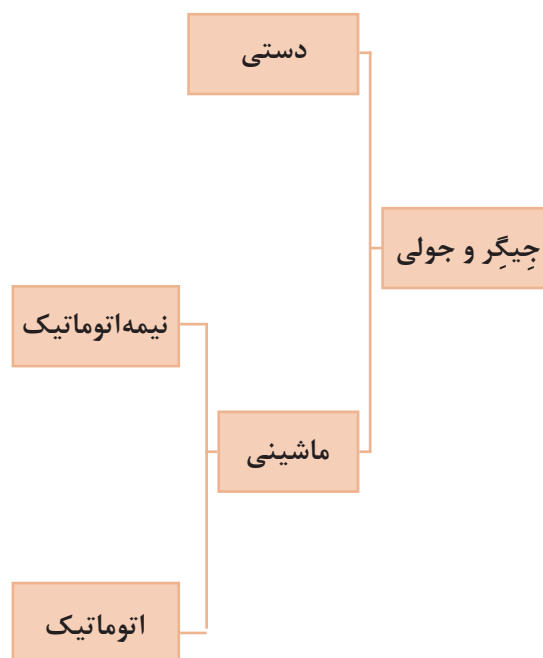 دستی
جِیگِر و جولی
نیمه‌اتوماتیک
ماشینی
اتوماتیک